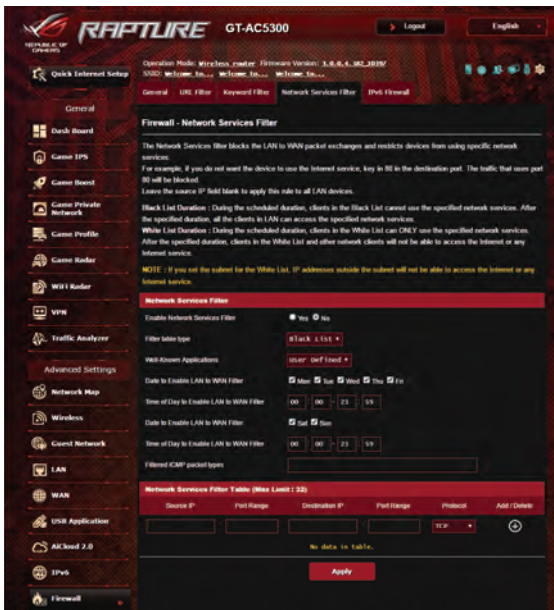 REPUBLIC OF
GAMERS
RAPTURE
GT-AC5300
Logout
English
Operation Mode: Wireless router Firmware Version: 3.0.0.4.382_1039/
SSID: Welcome to... Welcome to... Welcome to...
Quick Internet Setup
General URL Filter Keyword Filter Network Services Filter IPv6 Firewall
General
Dash Board
Game IPS
Game Boost
Game Private
Network
Game Profile
Game Radar
WiFi Radar
VPN
Traffic Analyzer
Advanced Settings
Network Map
Wireless
Guest Network
LAN
WAN
USB Application
AiCloud 2.0
IPv6
Firewall
Firewall - Network Services Filter
The Network Services filter blocks the LAN to WAN packet exchanges and restricts devices from using specific network
services.
For example, if you do not want the device to use the Internet service, key in 80 in the destination port. The traffic that uses port
80 will be blocked.
Leave the source IP field blank to apply this rule to all LAN devices.
Black List Duration : During the scheduled duration, clients in the Black List cannot use the specified network services. After
the specified duration, all the clients in LAN can access the specified network services.
White List Duration : During the scheduled duration, clients in the White List can ONLY use the specified network services.
After the specified duration, clients in the White List and other network clients will not be able to access the Internet or any
Internet service.
NOTE : If you set the subnet for the White List, IP addresses outside the subnet will not be able to access the Internet or any
Internet service.
Network Services Filter
Enable Network Services Filter Yes No
Filter table type Black List
Well-Known Applications User Defined
Date to Enable LAN to WAN Filter Mon Tue Wed Thu Fri
Time of Day to Enable LAN to WAN Filter 00 : 00 - 23 : 59
Date to Enable LAN to WAN Filter Sat Sun
Time of Day to Enable LAN to WAN Filter 00 : 00 - 23 : 59
Filtered ICMP packet types
Network Services Filter Table (Max Limit : 32)
Source IP Port Range Destination IP Port Range Protocol Add / Delete
TCP
No data in table.
Apply